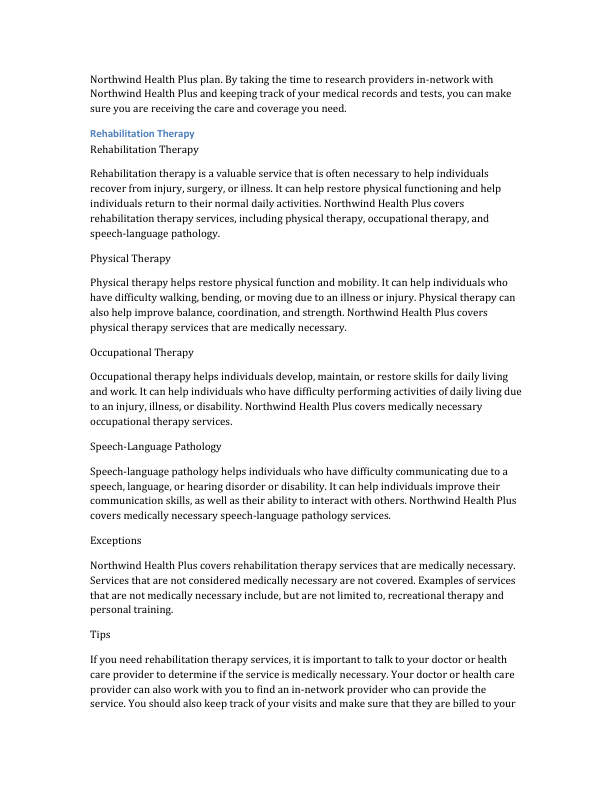 Northwind Health Plus plan. By taking the time to research providers in-network with
Northwind Health Plus and keeping track of your medical records and tests, you can make
sure you are receiving the care and coverage you need.
Rehabilitation Therapy
Rehabilitation Therapy
Rehabilitation therapy is a valuable service that is often necessary to help individuals
recover from injury, surgery, or illness. It can help restore physical functioning and help
individuals return to their normal daily activities. Northwind Health Plus covers
rehabilitation therapy services, including physical therapy, occupational therapy, and
speech-language pathology.
Physical Therapy
Physical therapy helps restore physical function and mobility. It can help individuals who
have difficulty walking, bending, or moving due to an illness or injury. Physical therapy can
also help improve balance, coordination, and strength. Northwind Health Plus covers
physical therapy services that are medically necessary.
Occupational Therapy
Occupational therapy helps individuals develop, maintain, or restore skills for daily living
and work. It can help individuals who have difficulty performing activities of daily living due
to an injury, illness, or disability. Northwind Health Plus covers medically necessary
occupational therapy services.
Speech-Language Pathology
Speech-language pathology helps individuals who have difficulty communicating due to a
speech, language, or hearing disorder or disability. It can help individuals improve their
communication skills, as well as their ability to interact with others. Northwind Health Plus
covers medically necessary speech-language pathology services.
Exceptions
Northwind Health Plus covers rehabilitation therapy services that are medically necessary.
Services that are not considered medically necessary are not covered. Examples of services
that are not medically necessary include, but are not limited to, recreational therapy and
personal training.
Tips
If you need rehabilitation therapy services, it is important to talk to your doctor or health
care provider to determine if the service is medically necessary. Your doctor or health care
provider can also work with you to find an in-network provider who can provide the
service. You should also keep track of your visits and make sure that they are billed to your